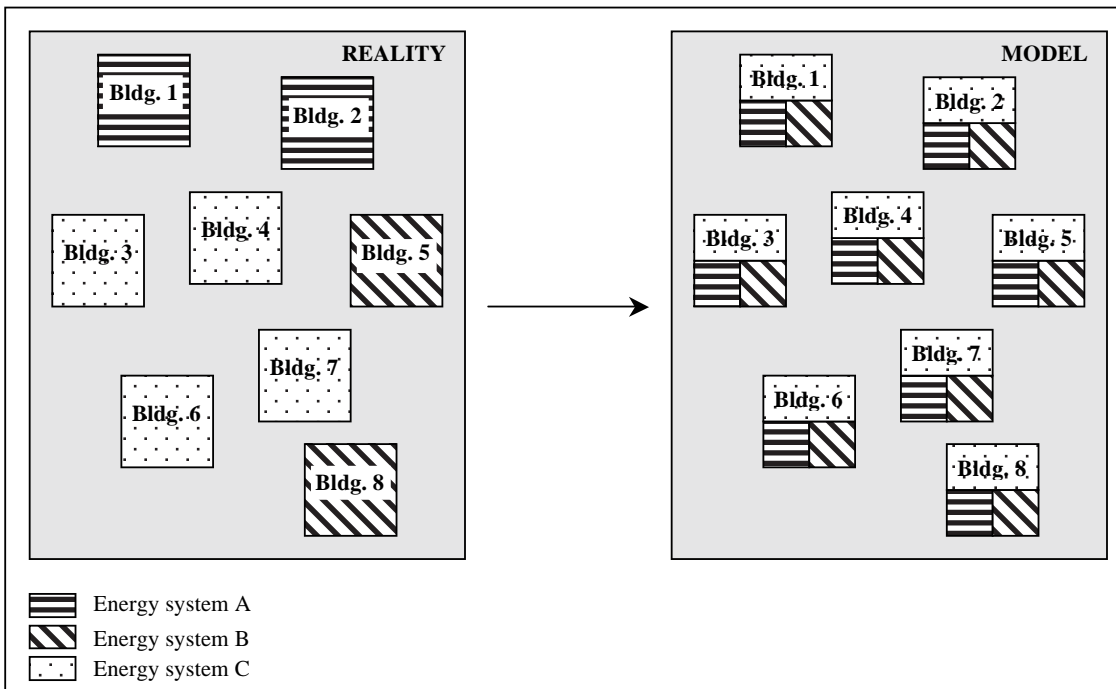 REALITY
Bldg. 1
Bldg. 2
Bldg. 3
Bldg. 4
Bldg. 5
Bldg. 7
Bldg. 6
Bldg. 8
MODEL
Bldg. 1
Bldg. 2
Bldg. 3
Bldg. 4
Bldg. 5
Bldg. 7
Bldg. 6
Bldg. 8
Energy system A
Energy system B
Energy system C